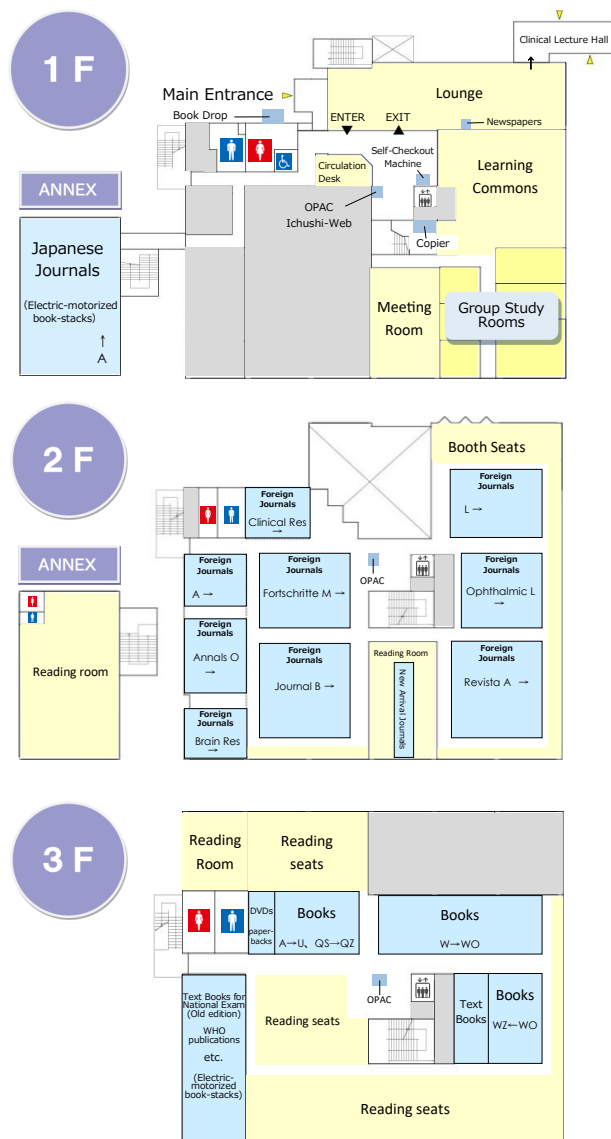 1 F
Clinical Lecture Hall
Main Entrance
Lounge
Book Drop
ENTER
EXIT
Newspapers
Self-Checkout
Machine
Circulation
Desk
Learning
Commons
ANNEX
OPAC
Ichushi-Web
Copier
Japanese
Journals
(Electric-motorized
book-stacks)
↑
A
Meeting
Room
Group Study
Rooms
2 F
Booth Seats
Foreign
Journals
Clinical Res
→
Foreign
Journals
L →
ANNEX
Foreign
Journals
A →
Foreign
Journals
Fortschritte M →
OPAC
Foreign
Journals
Ophthalmic L
→
Reading room
Foreign
Journals
Annals O
→
Foreign
Journals
Journal B →
Reading Room
New Arrival Journals
Foreign
Journals
Revista A →
Foreign
Journals
Brain Res
→
3 F
Reading
Room
Reading
seats
DVDs
paper-
backs
Books
A→U、QS→QZ
Books
W→WO
Text Books for
National Exam
(Old edition)
WHO
publications
etc.
(Electric-
motorized
book-stacks)
OPAC
Reading seats
Text
Books
Books
WZ←WO
Reading seats